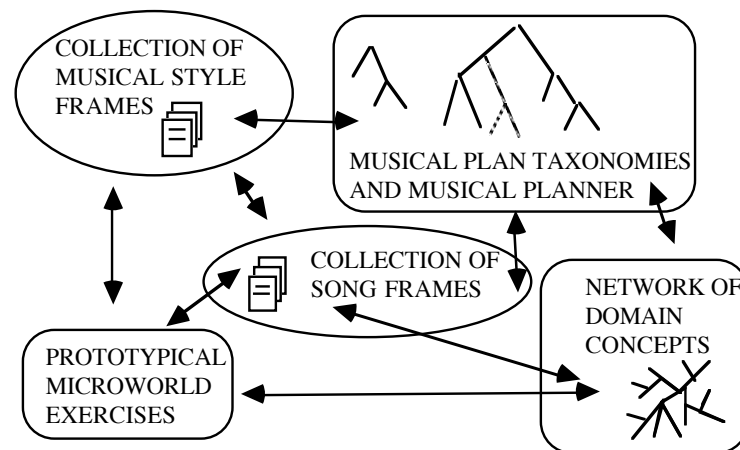 COLLECTION OF
MUSICAL STYLE
FRAMES
MUSICAL PLAN TAXONOMIES
AND MUSICAL PLANNER
COLLECTION OF
SONG FRAMES
NETWORK OF
DOMAIN
CONCEPTS
PROTOTYPICAL
MICROWORLD
EXERCISES